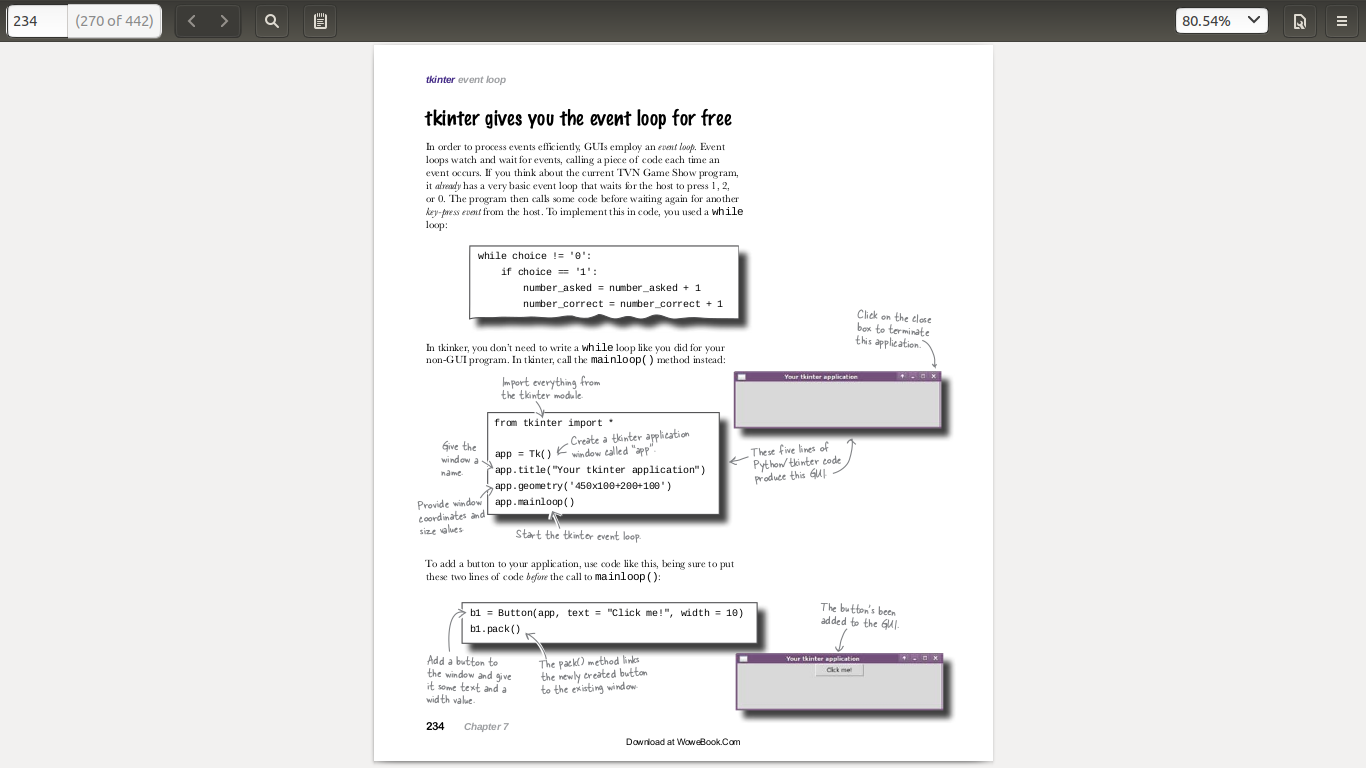 234 (270 of 442)
80.54%
tkinter event loop
tkinter gives you the event loop for free
In order to process events efficiently, GUIs employ an event loop. Event
loops watch and wait for events, calling a piece of code each time an
event occurs. If you think about the current TVN Game Show program,
it already has a very basic event loop that waits for the host to press 1, 2,
or 0. The program then calls some code before waiting again for another
key-press event from the host. To implement this in code, you used a while
loop:
while choice != '0':
if choice == '1':
number_asked = number_asked + 1
number_correct = number_correct + 1
Click on the close
box to terminate
this application.
In tkinker, you don't need to write a while loop like you did for your
non-GUI program. In tkinter, call the mainloop() method instead:
Your tkinter application
Import everything from
the tkinter module.
from tkinter import *
Create a tkinter application
window called "app".
app = Tk()
Give the
window a
name.
app.title("Your tkinter application")
app.geometry('450x100+200+100')
app.mainloop()
These five lines of
Python/tkinter code
produce this GUI.
Provide window
coordinates and
size values.
Start the tkinter event loop.
To add a button to your application, use code like this, being sure to put
these two lines of code before the call to mainloop():
b1 = Button(app, text = "Click me!", width = 10)
b1.pack()
The button's been
added to the GUI.
Add a button to
the window and give
it some text and a
width value.
The pack() method links
the newly created button
to the existing window.
Your tkinter application
Click me!
234 Chapter 7
Download at WoweBook.Com